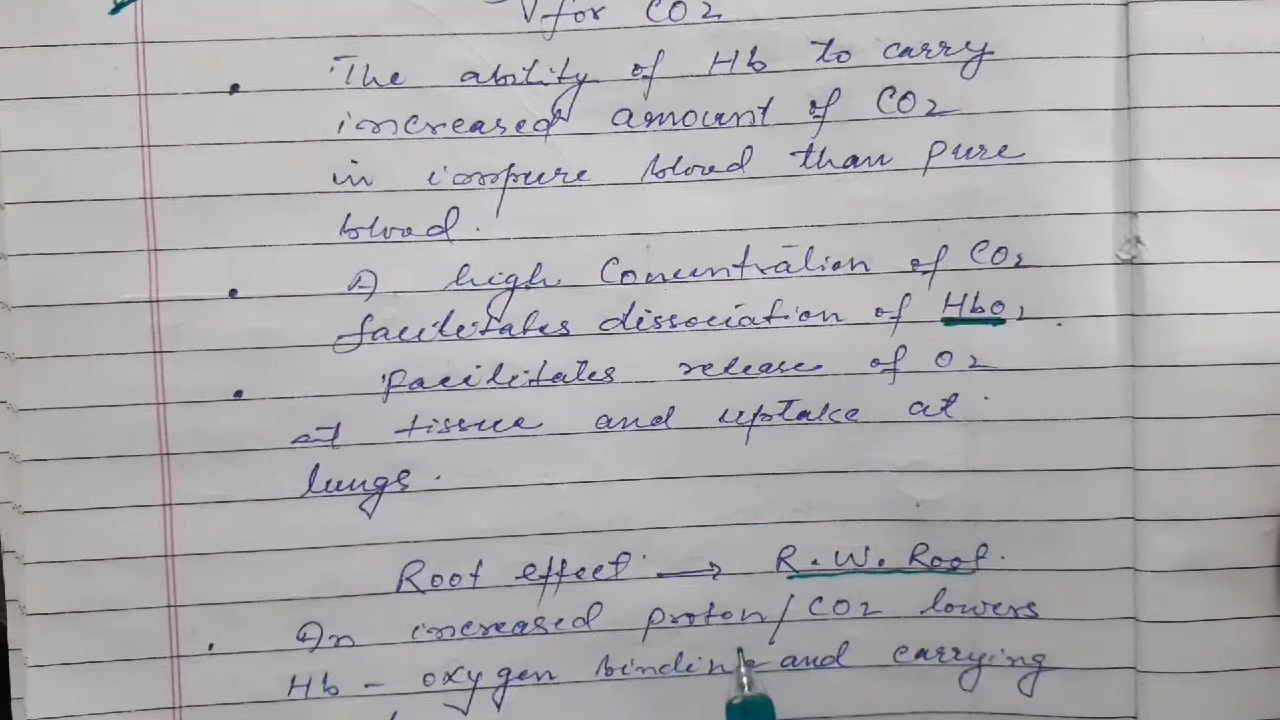 for CO2
• The ability of Hb to carry
increased amount of CO2
in impure blood than pure
blood.
• A high Concentration of CO2
facilitates dissociation of HbO2.
• Facilitates release of O2
at tissue and uptake at
lungs.
Root effect → R.W. Root.
• An increased proton/CO2 lowers
Hb - oxygen binding and carrying